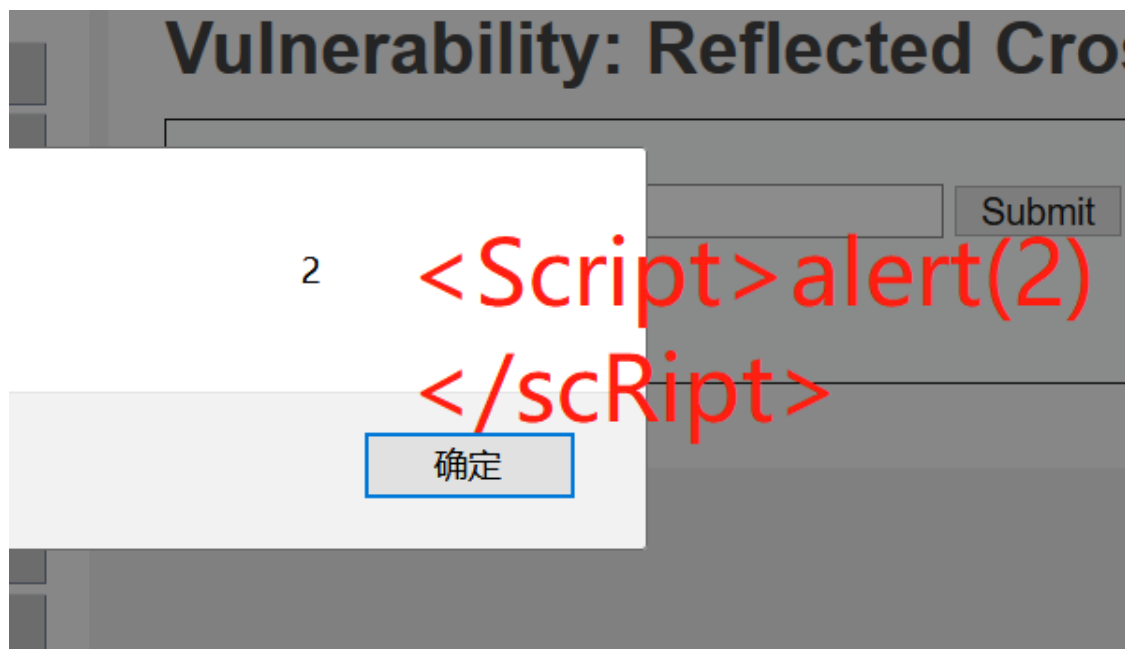 Vulnerability: Reflected Cros
Submit
2
<Script>alert(2)
</scRipt>
确定